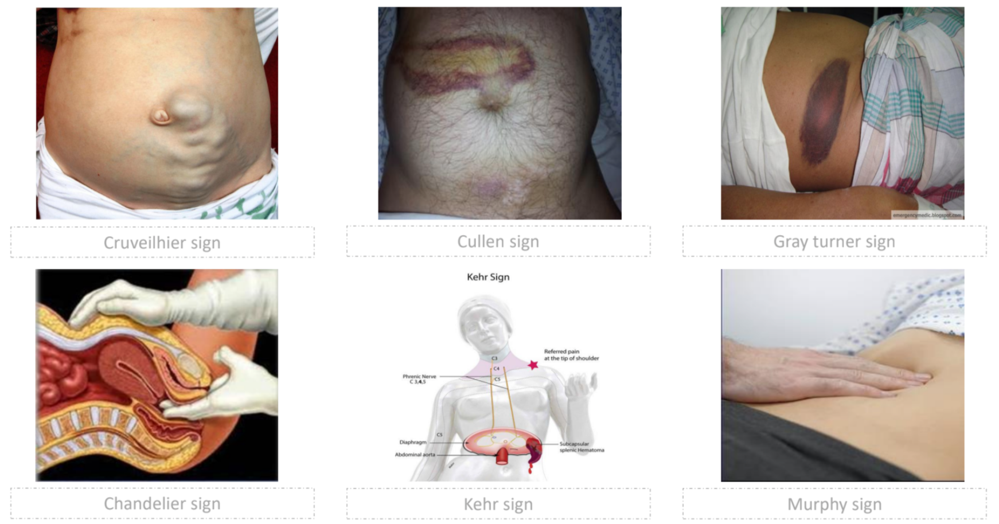 Cruveilhier sign
Cullen sign
emergencymedic.blogspot.com
Gray turner sign
Chandelier sign
Kehr Sign
Referred pain
at the tip of shoulder
C3
C4
C5
Phrenic Nerve
C 3,4,5
C5
Diaphragm
Abdominal aorta
Subcapsular
splenic Hematoma
Kehr sign
Murphy sign